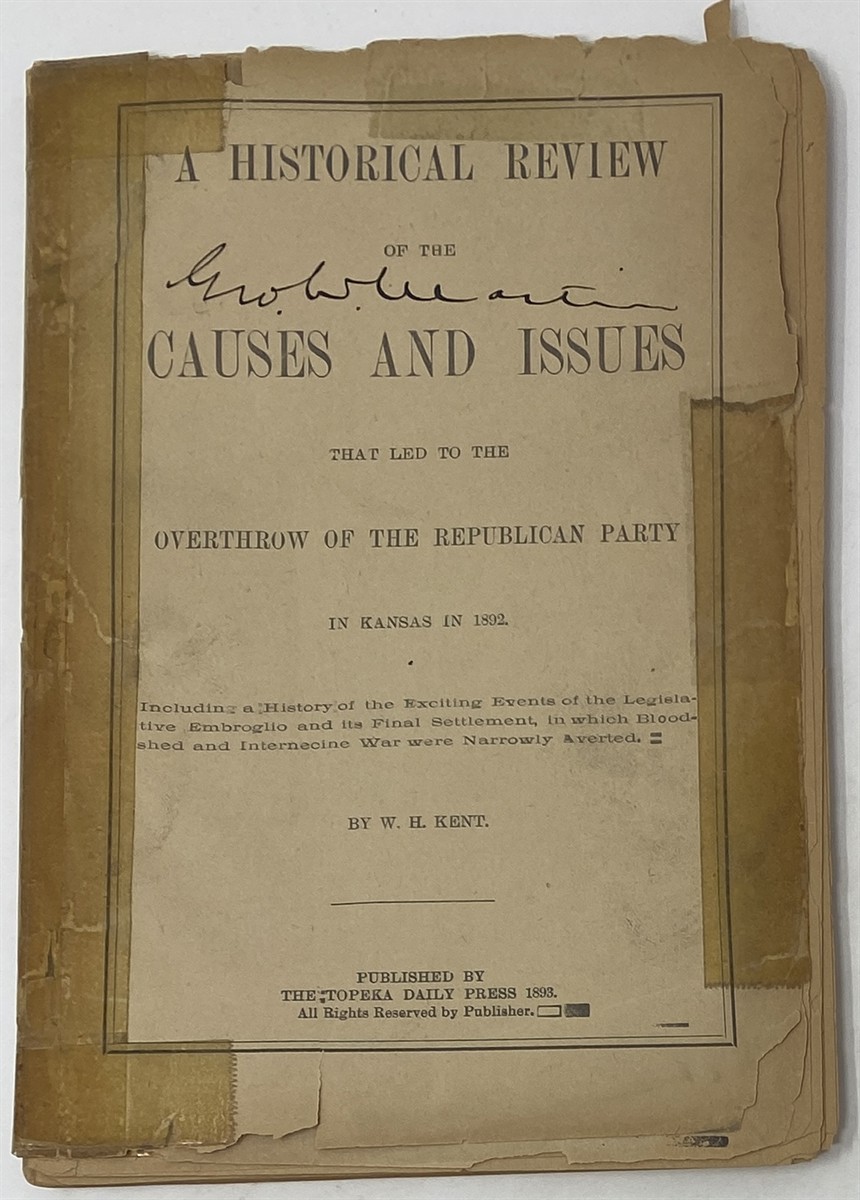 A HISTORICAL REVIEW
OF THE
Geo. W. Martin
CAUSES AND ISSUES
THAT LED TO THE
OVERTHROW OF THE REPUBLICAN PARTY
IN KANSAS IN 1892.
Including a History of the Exciting Events of the Legisla-
tive Embroglio and its Final Settlement, in which Blood-
shed and Internecine War were Narrowly Averted.
BY W. H. KENT.
PUBLISHED BY
THE TOPEKA DAILY PRESS 1893.
All Rights Reserved by Publisher.